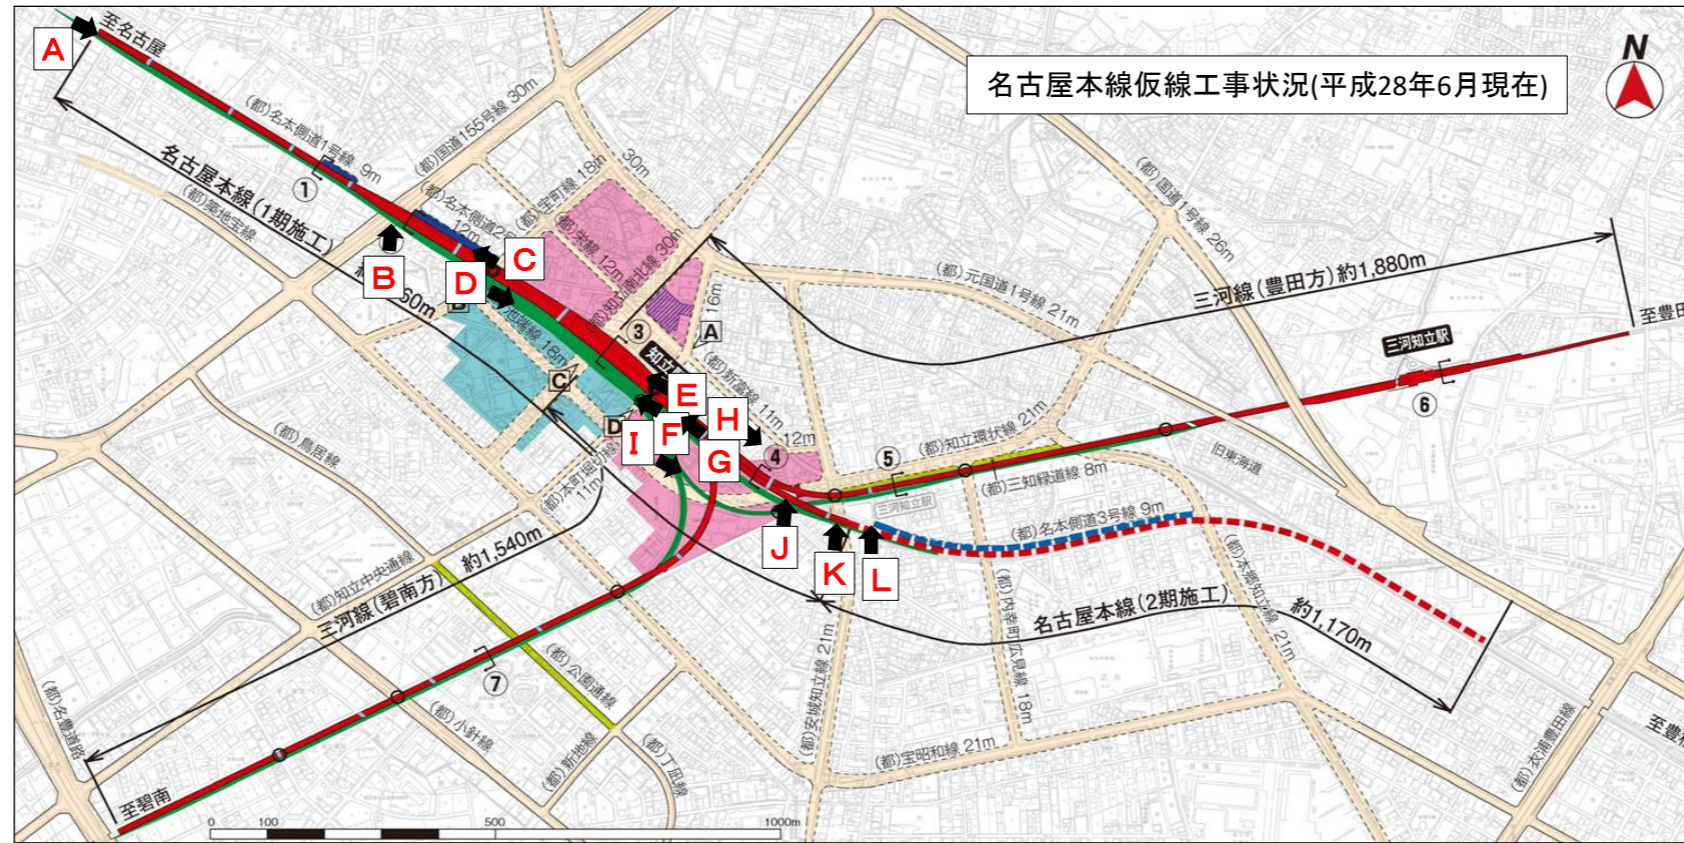 名古屋本線仮線工事状況(平成28年6月現在)
N
A
至名古屋
(都)名本側道1号線 9m
(都)国道155号線 30m
名古屋本線(1期施工)
(都)築地宝線
①
(都)名本側道2号
12m
(都)宝町線 18m
30m
(都)栄線 12m
(都)知立南北線 30m
B
C
D
60m
B
池端線 18m
③
知立
A
16m
(都)新富線 11m
12m
C
D
E
F
G
H
I
④
(都)本町堀切線
11m
(都)国道1号線 26m
(都)元国道1号線 21m
三河線(豊田方)約1,880m
至豊田
三河知立駅
⑥
(都)知立環状線 21m
⑤
三河知立駅
(都)三知緑道線 8m
旧東海道
(都)名本側道3号線 9m
J
K
L
(都)鳥居線
(都)知立中央通線
三河線(碧南方) 約1,540m
⑦
(都)公園通線
(都)小針線
(都)新地線
(都)丁凪線
(都)名豊道路
至碧南
(都)安城知立線 21m
(都)内幸町広見線 18m
(都)本郷知立線 21m
名古屋本線(2期施工)
約1,170m
(都)宝昭和線 21m
(都)衣浦豊田線
至豊橋
0 100 500 1000m